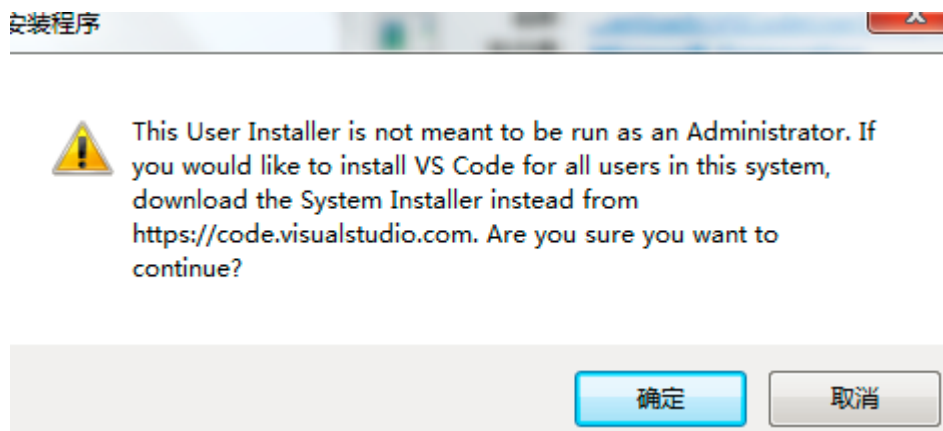 安装程序
This User Installer is not meant to be run as an Administrator. If
you would like to install VS Code for all users in this system,
download the System Installer instead from
https://code.visualstudio.com. Are you sure you want to
continue?
确定
取消